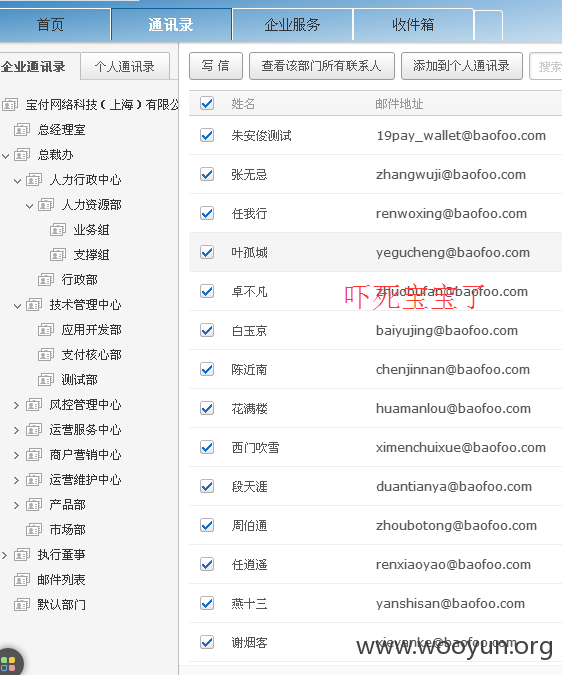 首页 通讯录 企业服务 收件箱
企业通讯录 个人通讯录
写 信 查看该部门所有联系人 添加到个人通讯录 搜索
宝付网络科技（上海）有限公
总经理室
总裁办
人力行政中心
人力资源部
业务组
支撑组
行政部
技术管理中心
应用开发部
支付核心部
测试部
风控管理中心
运营服务中心
商户营销中心
运营维护中心
产品部
市场部
执行董事
邮件列表
默认部门
姓名 邮件地址
朱安俊测试 19pay_wallet@baofoo.com
张无忌 zhangwuji@baofoo.com
任我行 renwoxing@baofoo.com
叶孤城 yegucheng@baofoo.com
卓不凡 zhuobufan@baofoo.com
吓死宝宝了
白玉京 baiyujing@baofoo.com
陈近南 chenjinnan@baofoo.com
花满楼 huamanlou@baofoo.com
西门吹雪 ximenchuixue@baofoo.com
段天涯 duantianya@baofoo.com
周伯通 zhoubotong@baofoo.com
任逍遥 renxiaoyao@baofoo.com
燕十三 yanshisan@baofoo.com
谢烟客 xieyanke@baofoo.com
www.wooyun.org